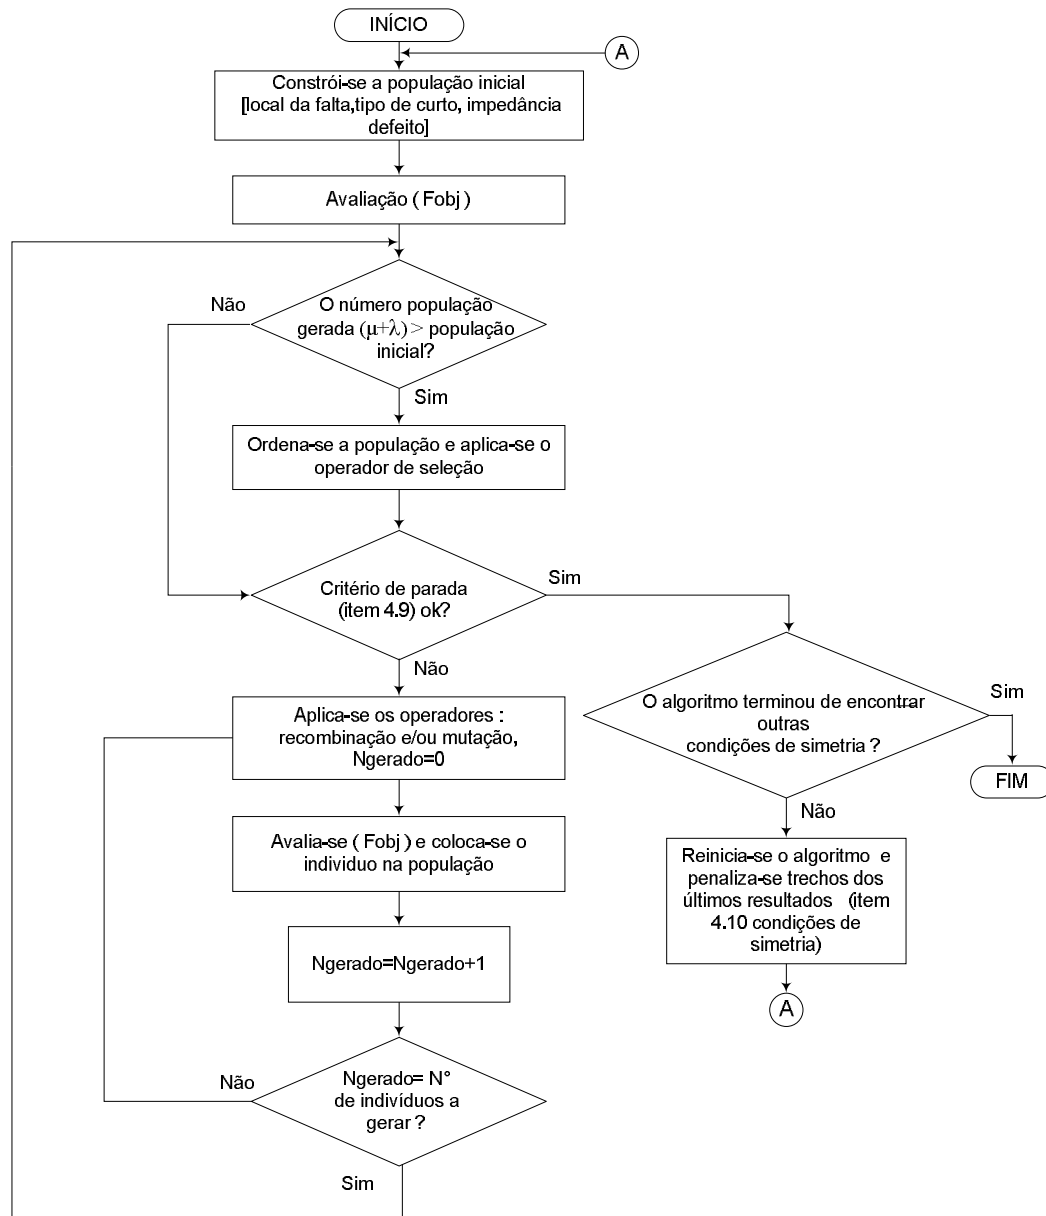 INÍCIO
A
Constrói-se a população inicial
[local da falta,tipo de curto, impedância
defeito]
Avaliação ( Fobj )
Não
O número população
gerada (μ+λ) > população
inicial?
Sim
Ordena-se a população e aplica-se o
operador de seleção
Critério de parada
(item 4.9) ok?
Sim
Não
O algoritmo terminou de encontrar
outras
condições de simetria ?
Sim
FIM
Não
Aplica-se os operadores :
recombinação e/ou mutação,
Ngerado=0
Avalia-se ( Fobj ) e coloca-se o
individuo na população
Reinicia-se o algoritmo e
penaliza-se trechos dos
últimos resultados (item
4.10 condições de
simetria)
A
Ngerado=Ngerado+1
Não
Ngerado= N°
de indivíduos a
gerar ?
Sim